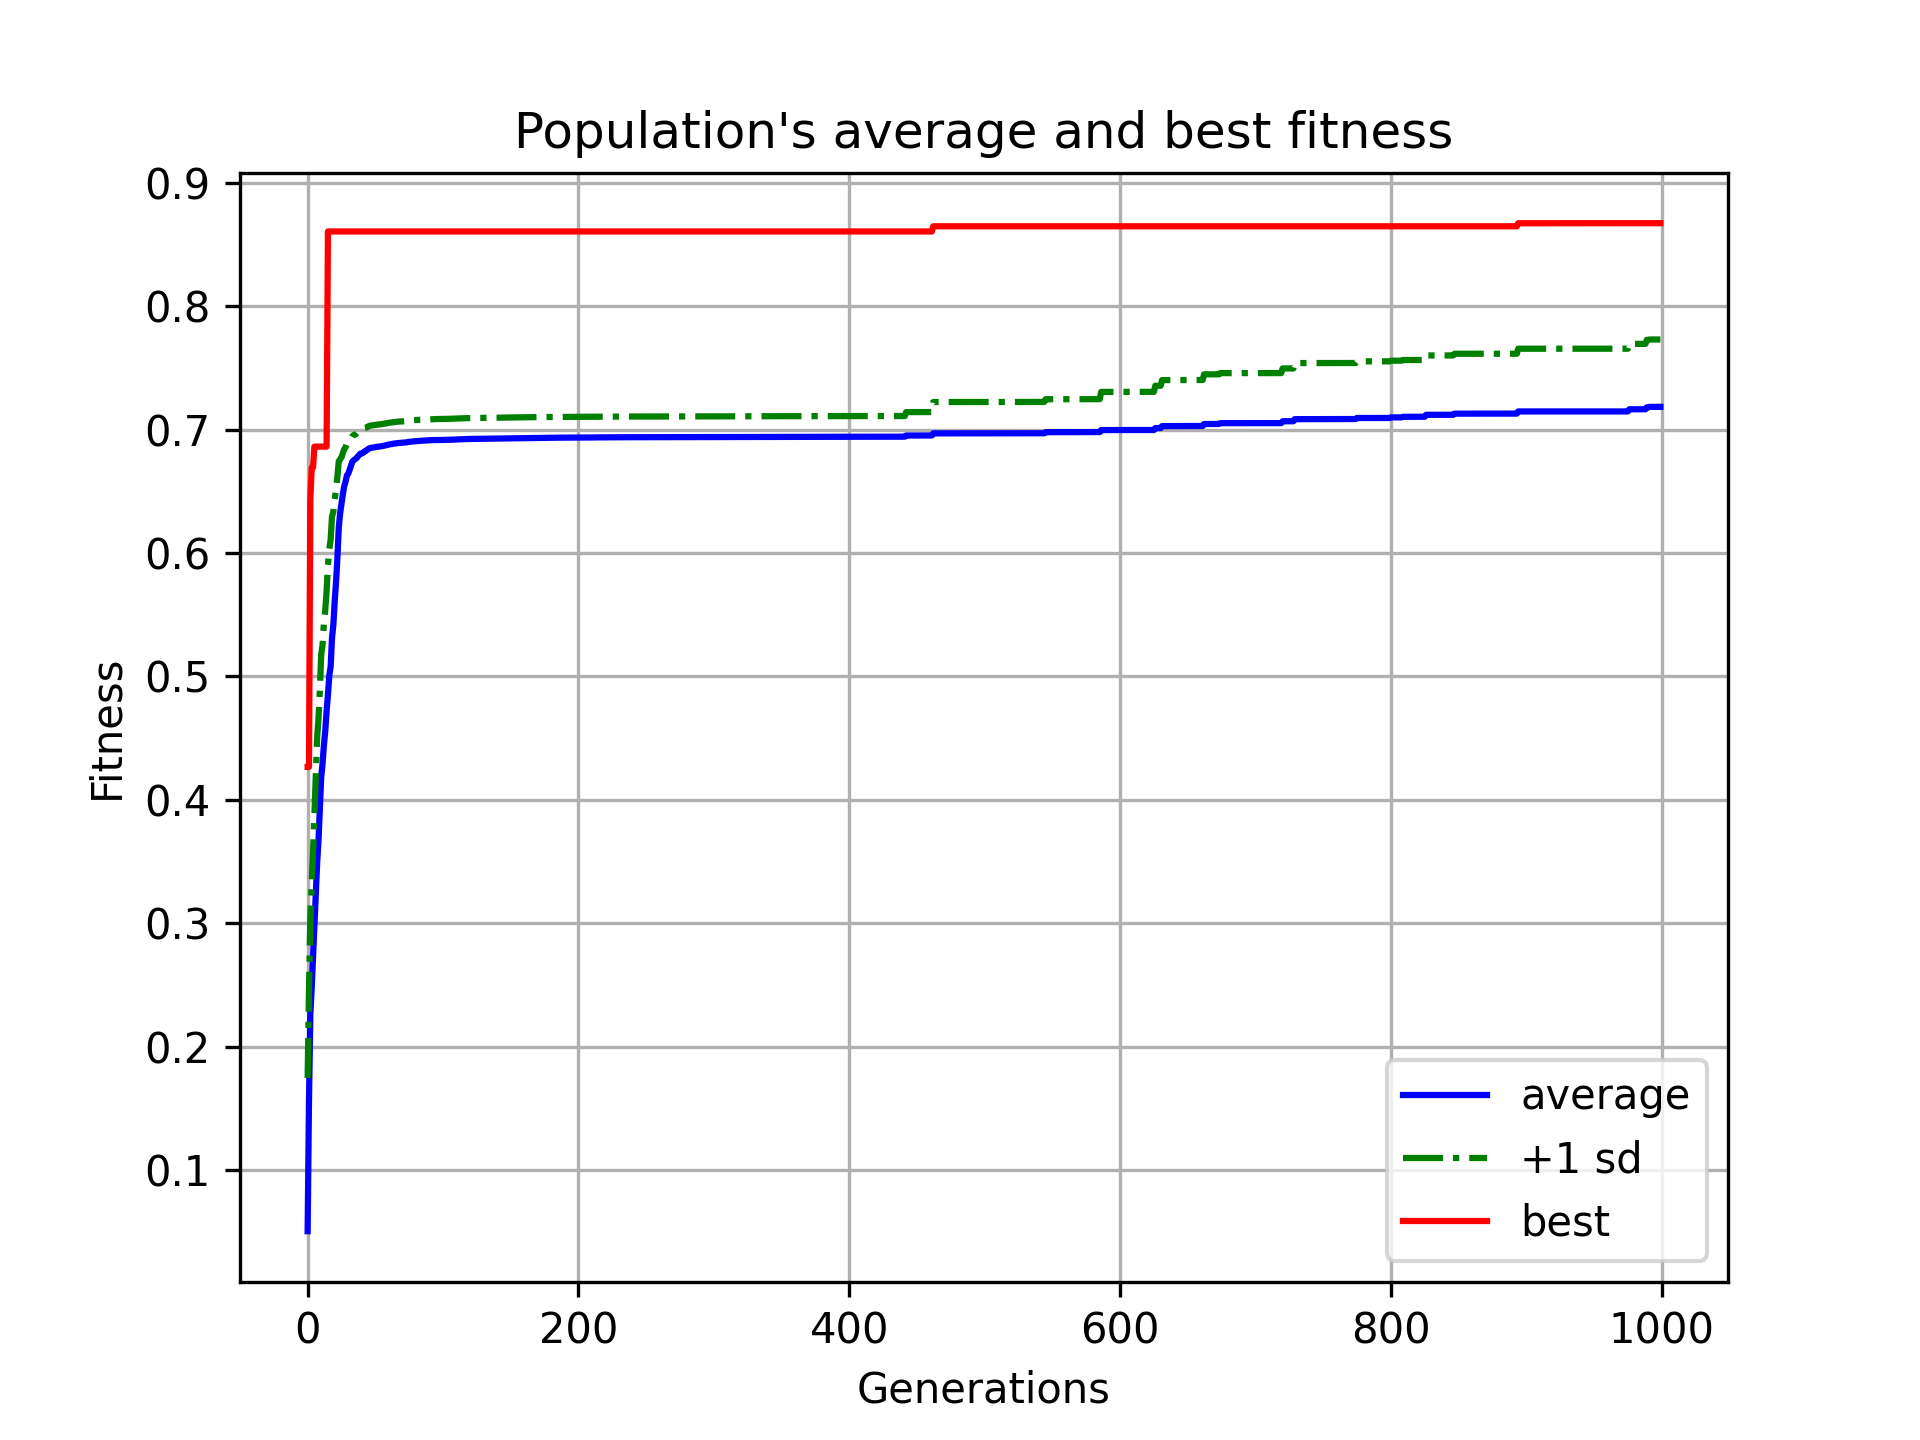 Population's average and best fitness
Fitness
0.9
0.8
0.7
0.6
0.5
0.4
0.3
0.2
0.1
0 200 400 600 800 1000
Generations
average
+1 sd
best